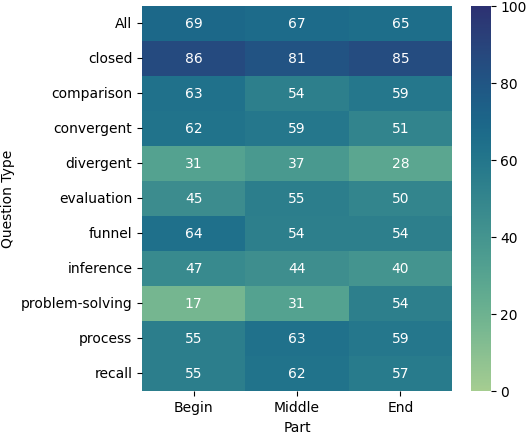 All 69 67 65
closed 86 81 85
comparison 63 54 59
convergent 62 59 51
divergent 31 37 28
evaluation 45 55 50
funnel 64 54 54
inference 47 44 40
problem-solving 17 31 54
process 55 63 59
recall 55 62 57
Begin Middle End
Part
Question Type
100
80
60
40
20
0